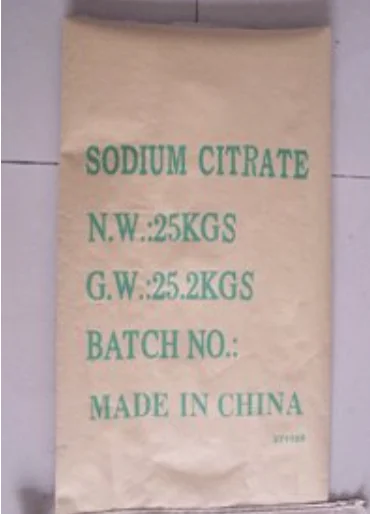 SODIUM CITRATE
N.W.:25KGS
G.W.:25.2KGS
BATCH NO.:
MADE IN CHINA